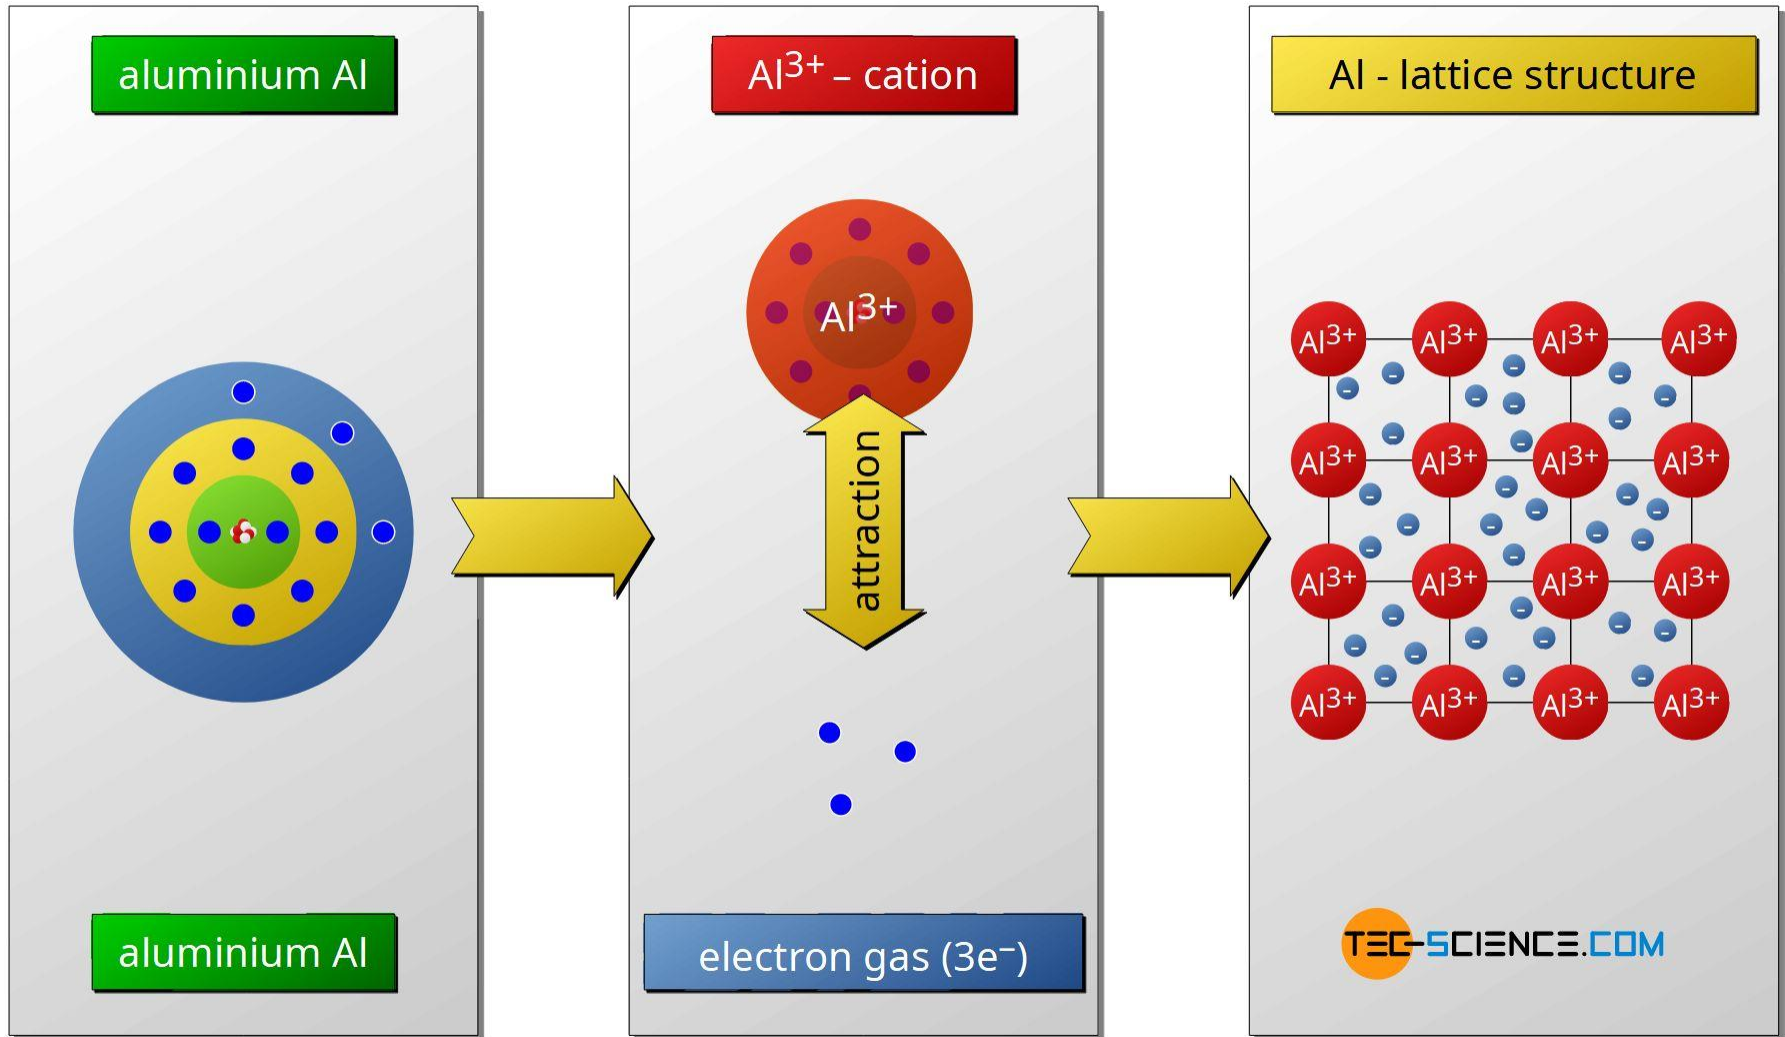 aluminium Al
aluminium Al
Al³⁺ – cation
Al³⁺
attraction
electron gas (3e⁻)
Al - lattice structure
Al³⁺ Al³⁺ Al³⁺ Al³⁺
Al³⁺ Al³⁺ Al³⁺ Al³⁺
Al³⁺ Al³⁺ Al³⁺ Al³⁺
Al³⁺ Al³⁺ Al³⁺ Al³⁺
TEC-SCIENCE.COM